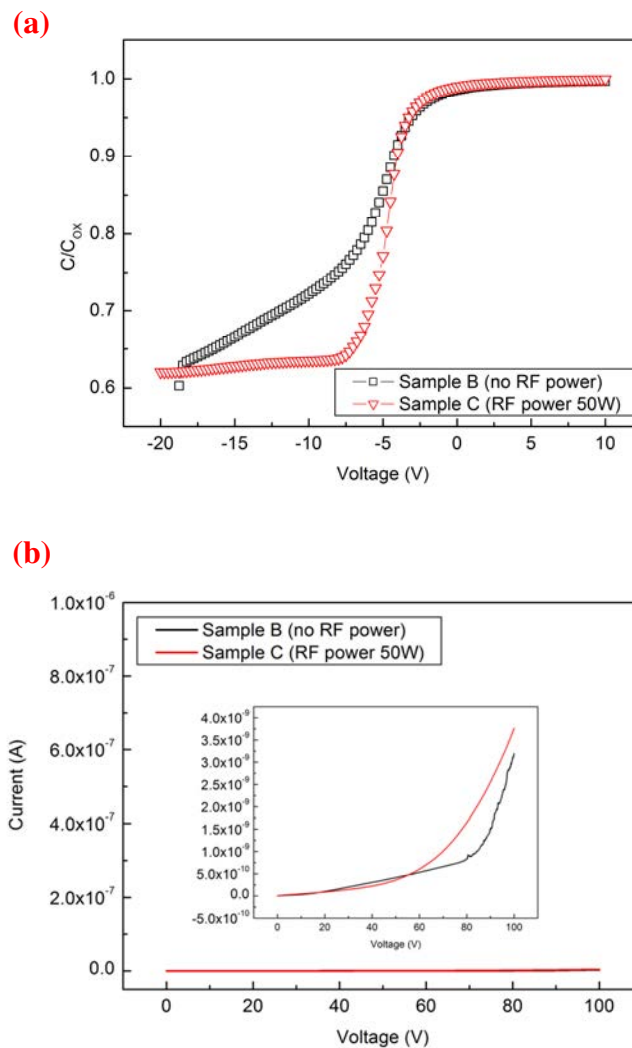 (a)
1.0
0.9
0.8
0.7
0.6
C/C_OX
Sample B (no RF power)
Sample C (RF power 50W)
-20 -15 -10 -5 0 5 10
Voltage (V)
(b)
1.0x10⁻⁶
8.0x10⁻⁷
6.0x10⁻⁷
4.0x10⁻⁷
2.0x10⁻⁷
0.0
Current (A)
Sample B (no RF power)
Sample C (RF power 50W)
4.0x10⁻⁹
3.5x10⁻⁹
3.0x10⁻⁹
2.5x10⁻⁹
2.0x10⁻⁹
1.5x10⁻⁹
1.0x10⁻⁹
5.0x10⁻¹⁰
0.0
-5.0x10⁻¹⁰
0 20 40 60 80 100
Voltage (V)
0 20 40 60 80 100
Voltage (V)